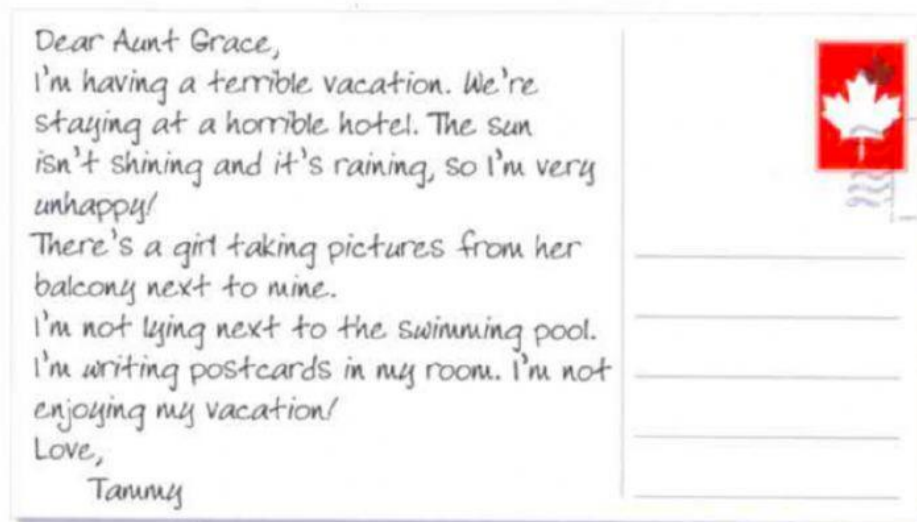 Dear Aunt Grace,
I'm having a terrible vacation. We're
staying at a horrible hotel. The sun
isn't shining and it's raining, so I'm very
unhappy!
There's a girl taking pictures from her
balcony next to mine.
I'm not lying next to the swimming pool.
I'm writing postcards in my room. I'm not
enjoying my vacation!
Love,
Tammy